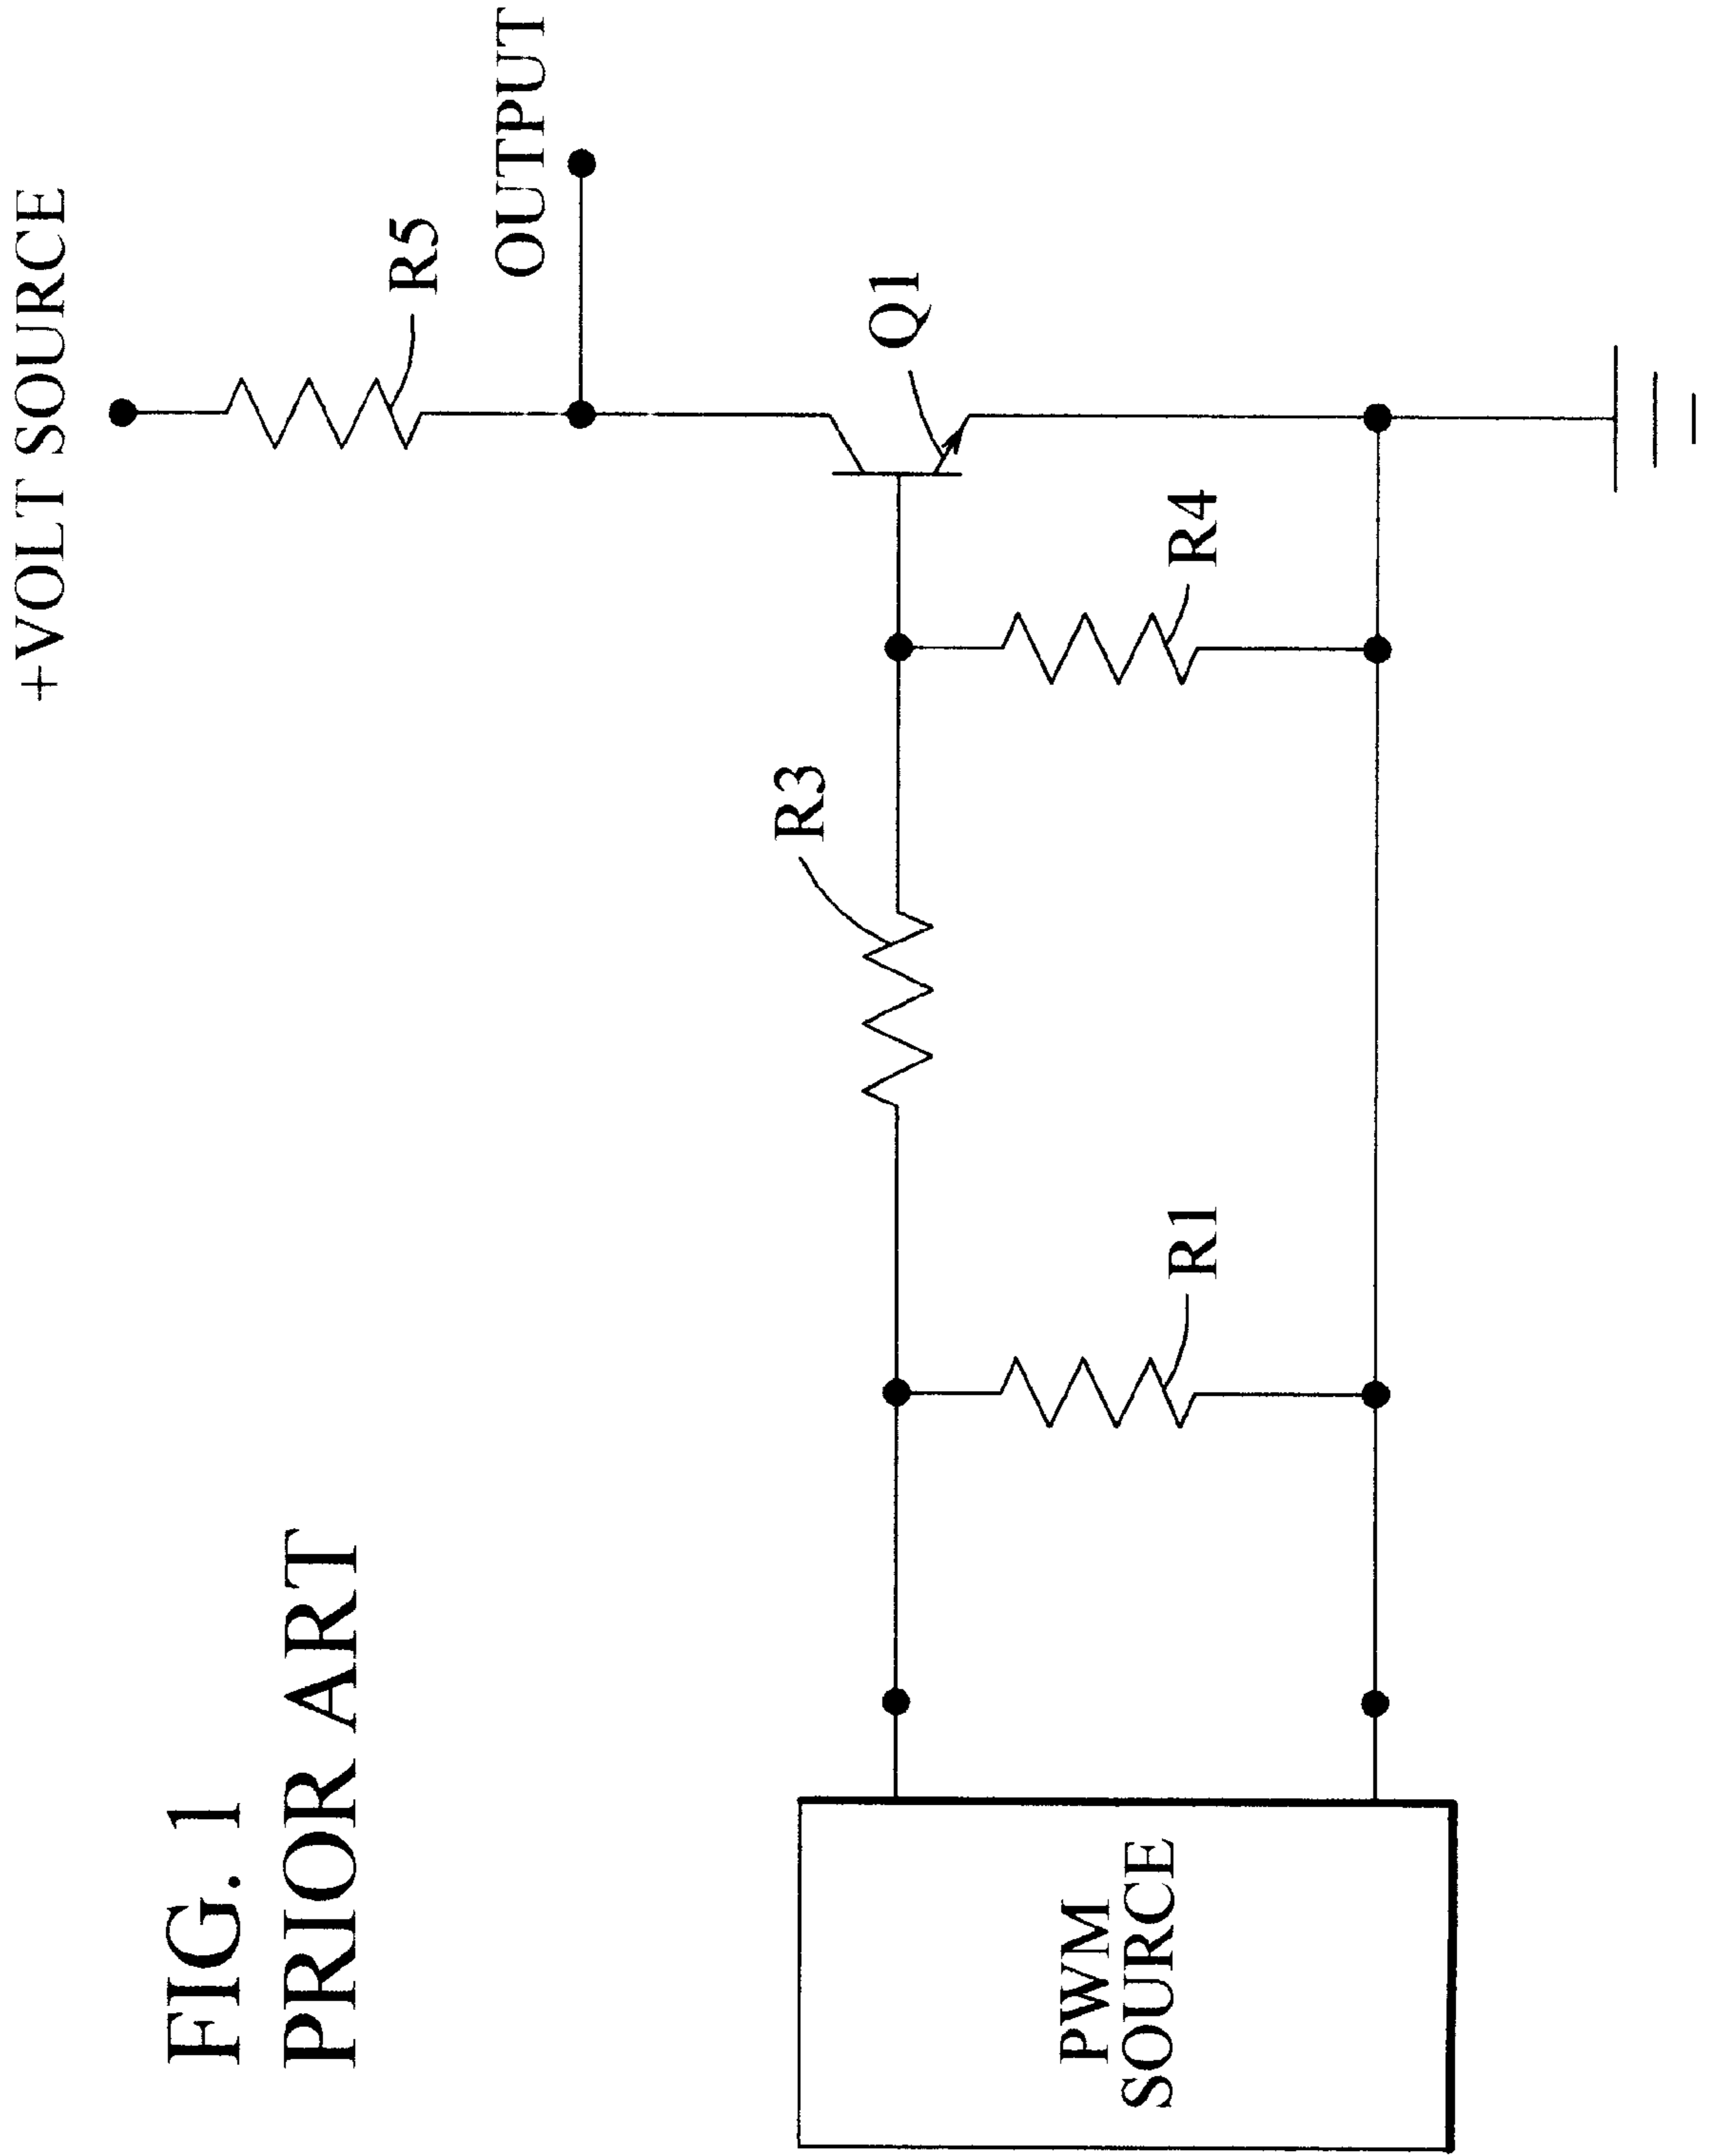 FIG. 1
PRIOR ART
+VOLT SOURCE
R5
OUTPUT
Q1
R3
R4
R1
PWM
SOURCE